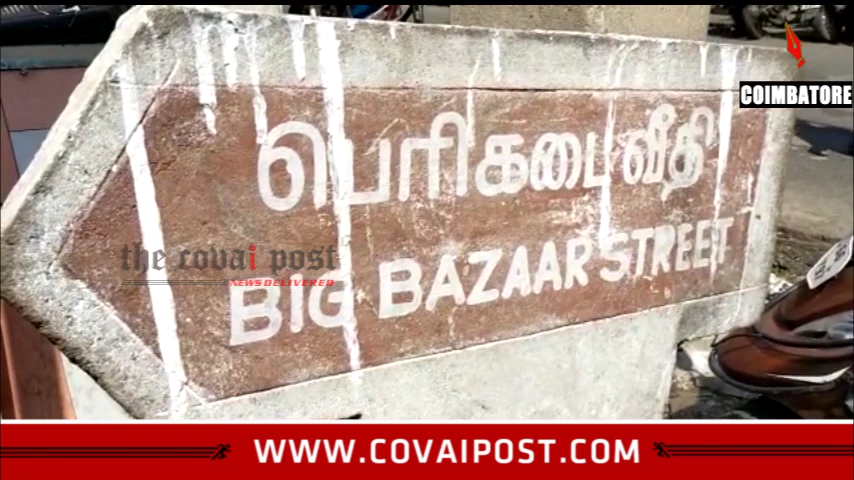 COIMBATORE
பெரிகடை வீதி
the covai post
NEWS DELIVERED
BIG BAZAAR STREET
WWW.COVAIPOST.COM